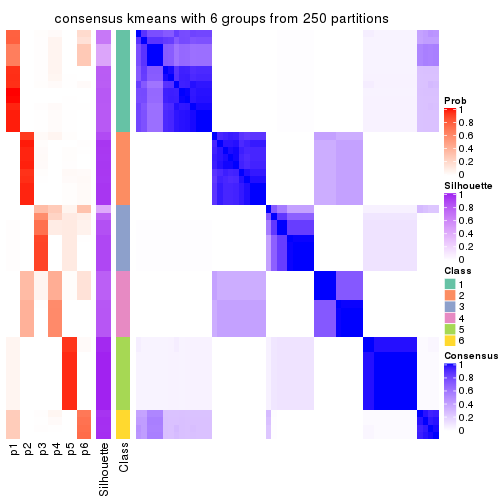 consensus kmeans with 6 groups from 250 partitions
Prob
1
0.8
0.6
0.4
0.2
0
Silhouette
1
0.8
0.6
0.4
0.2
0
Class
1
2
3
4
5
6
Consensus
1
0.8
0.6
0.4
0.2
0
p1
p2
p3
p4
p5
p6
Silhouette
Class